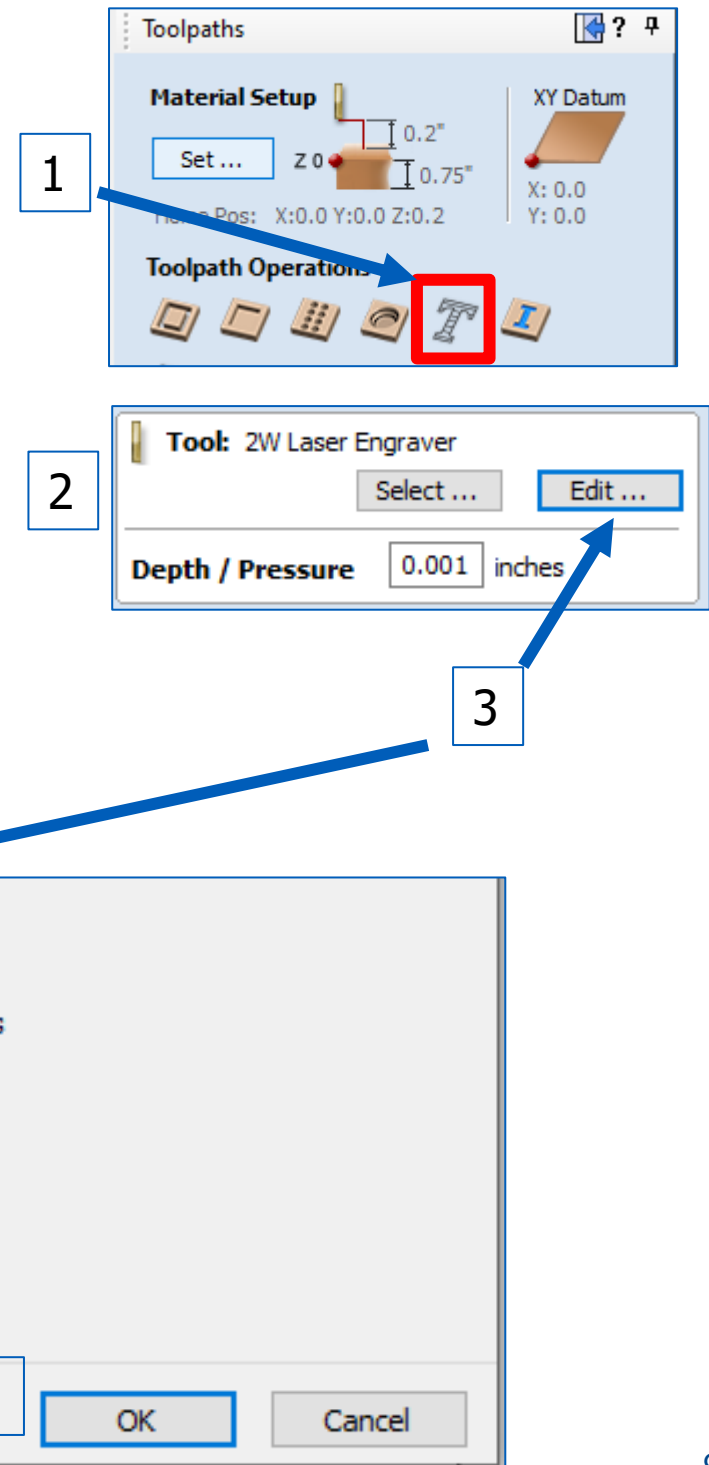 Toolpaths ?
Material Setup XY Datum
0.2"
1
Set ... Z 0 0.75"
X: 0.0
Pos: X:0.0 Y:0.0 Z:0.2 Y: 0.0
Toolpath Operations
Tool: 2W Laser Engraver
2
Select ... Edit ...
Depth / Pressure 0.001 inches
3
s
OK Cancel